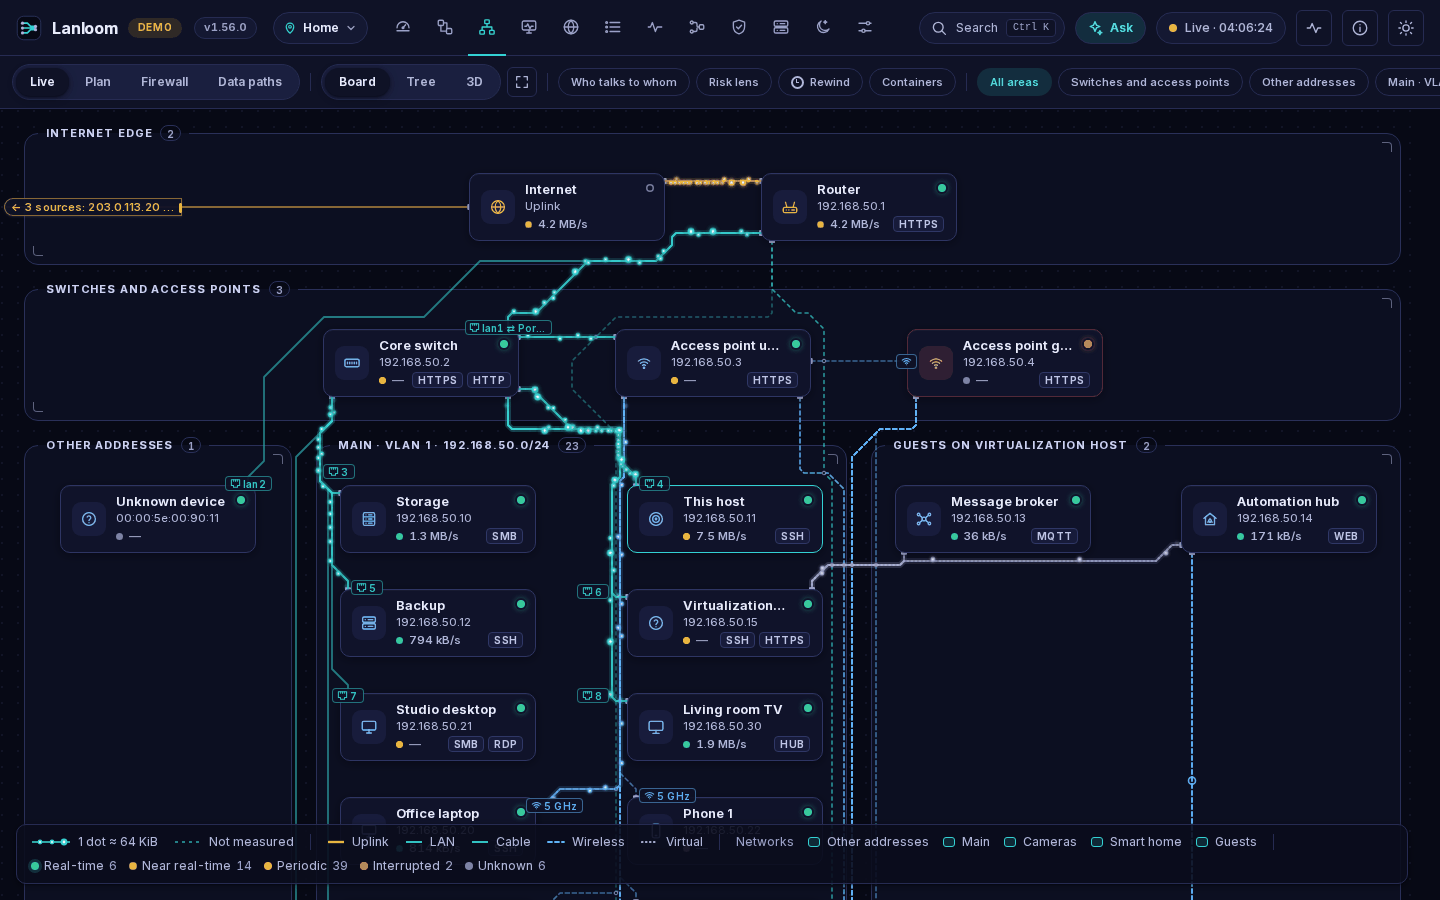 Lanloom DEMO v1.56.0 Home Search Ctrl K Ask Live · 04:06:24
Live Plan Firewall Data paths Board Tree 3D Who talks to whom Risk lens Rewind Containers All areas Switches and access points Other addresses Main · VL
INTERNET EDGE 2
Internet
Uplink
4.2 MB/s
Router
192.168.50.1
4.2 MB/s HTTPS
← 3 sources: 203.0.113.20 ...
SWITCHES AND ACCESS POINTS 3
lan1 ⇄ Por...
Core switch
192.168.50.2
— HTTPS HTTP
Access point u...
192.168.50.3
— HTTPS
Access point g...
192.168.50.4
— HTTPS
OTHER ADDRESSES 1
lan2
Unknown device
00:00:5e:00:90:11
—
MAIN · VLAN 1 · 192.168.50.0/24 23
3
Storage
192.168.50.10
1.3 MB/s SMB
4
This host
192.168.50.11
7.5 MB/s SSH
5
Backup
192.168.50.12
794 kB/s SSH
6
Virtualization...
192.168.50.15
— SSH HTTPS
7
Studio desktop
192.168.50.21
— SMB RDP
8
Living room TV
192.168.50.30
1.9 MB/s HUB
5 GHz
Office laptop
192.168.50.20
5 GHz
Phone 1
192.168.50.22
GUESTS ON VIRTUALIZATION HOST 2
Message broker
192.168.50.13
36 kB/s MQTT
Automation hub
192.168.50.14
171 kB/s WEB
1 dot ≈ 64 KiB Not measured Uplink LAN Cable Wireless Virtual Networks Other addresses Main Cameras Smart home Guests
Real-time 6 Near real-time 14 Periodic 39 Interrupted 2 Unknown 6